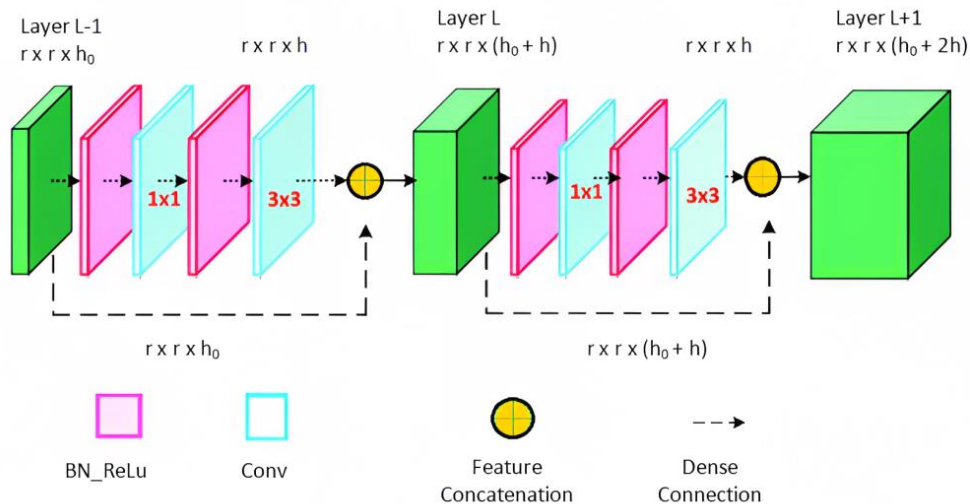 Layer L-1
r x r x h₀
r x r x h
Layer L
r x r x (h₀ + h)
r x r x h
Layer L+1
r x r x (h₀ + 2h)
1x1
3x3
1x1
3x3
r x r x h₀
r x r x (h₀ + h)
BN_ReLu
Conv
Feature
Concatenation
Dense
Connection